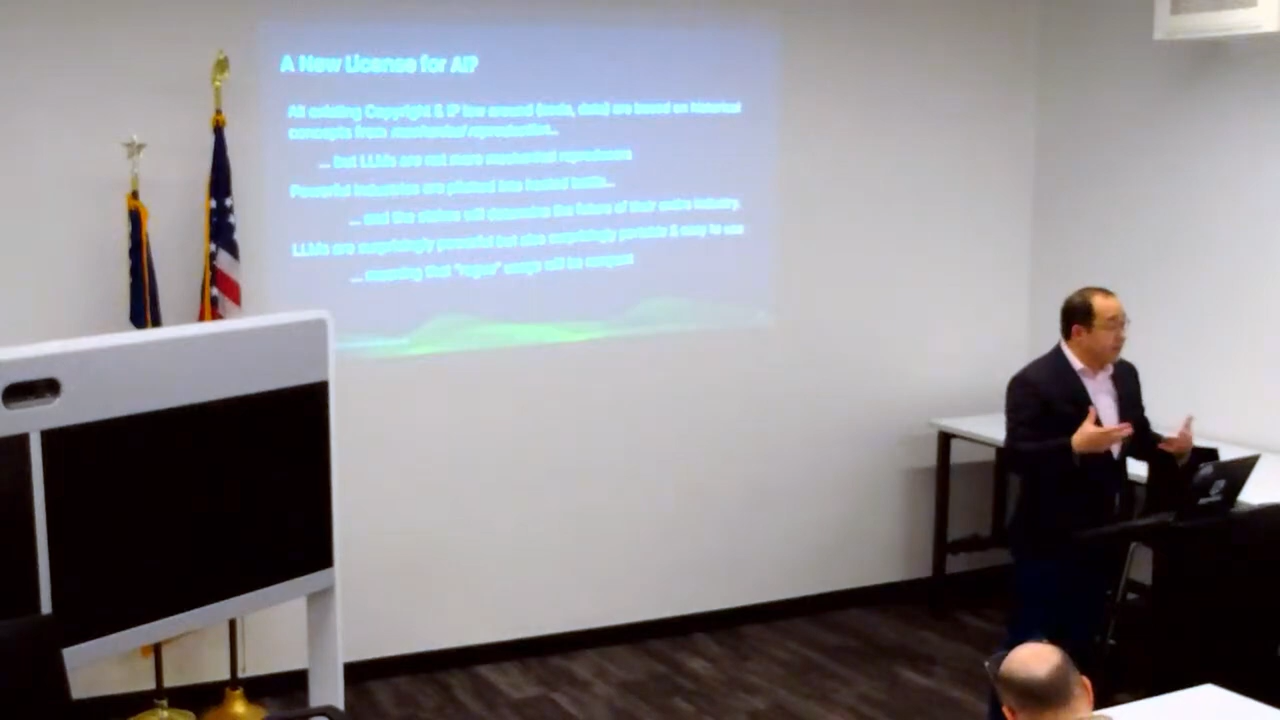 A New License for AI?
All existing Copyright & IP law around (code, data) are based on historical
concepts from mechanical reproduction...
... but LLMs are not mere mechanical reproducers
Powerful industries are pitched into heated battle...
... and the victors will determine the future of their entire industry.
LLMs are surprisingly powerful but also surprisingly portable & easy to use
... meaning that "rogue" usage will be rampant